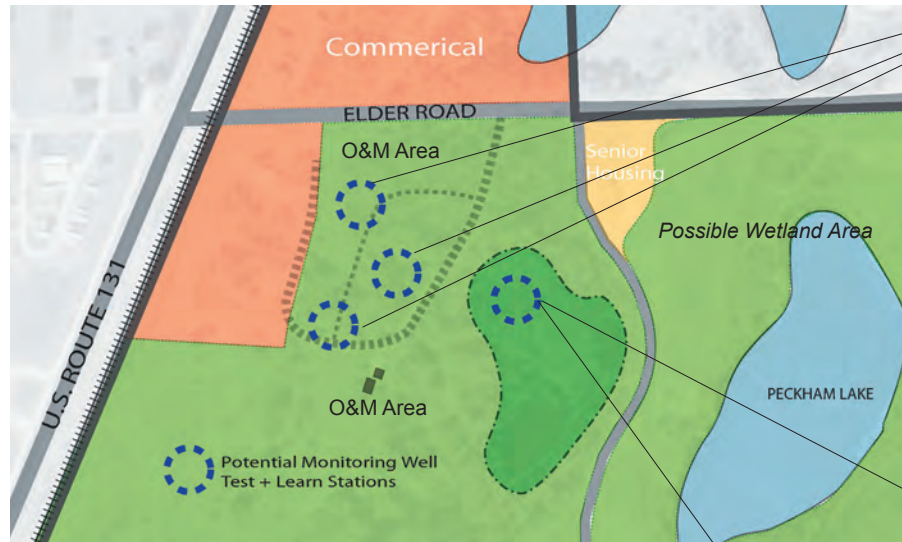 Commerical
ELDER ROAD
O&M Area
Senior
Housing
Possible Wetland Area
U.S. ROUTE 131
PECKHAM LAKE
O&M Area
Potential Monitoring Well
Test + Learn Stations